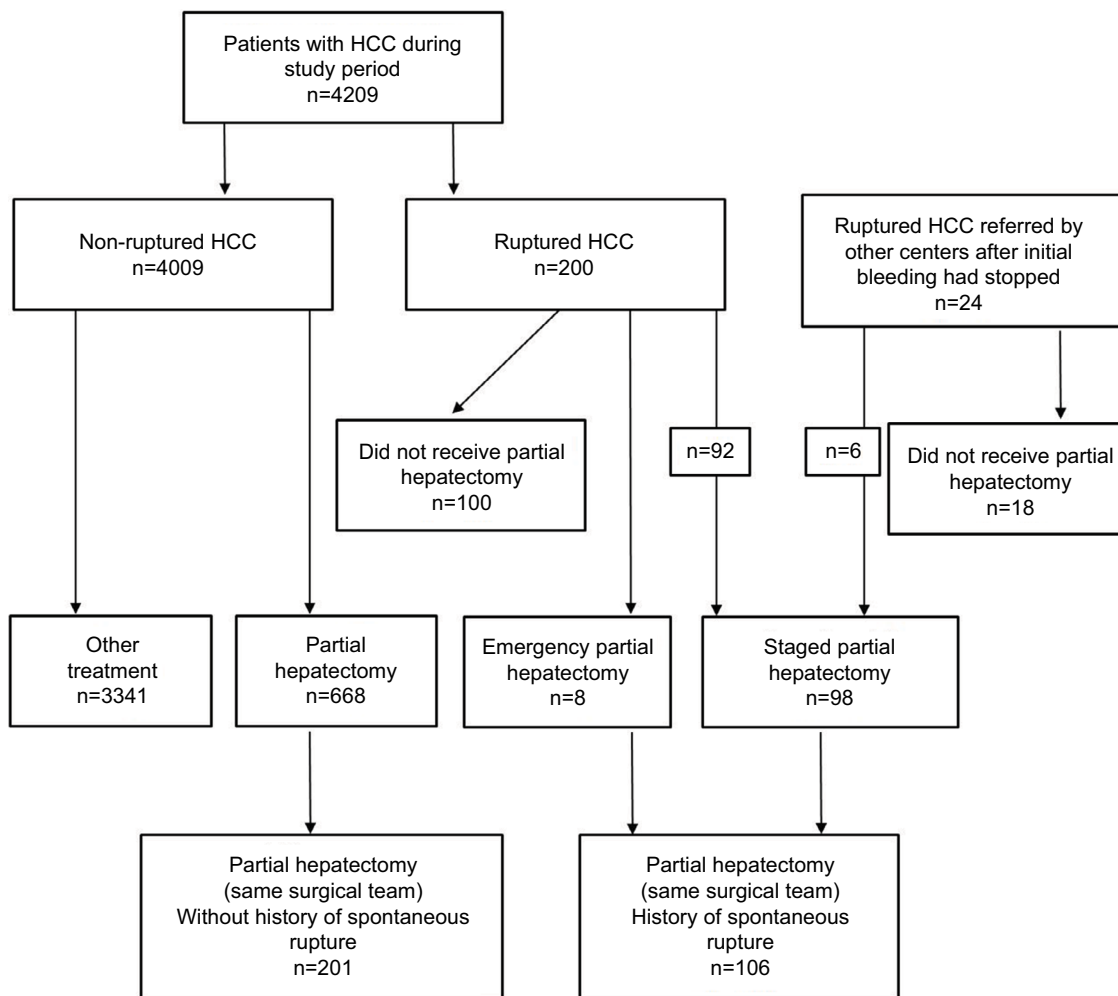 Patients with HCC during
study period
n=4209
Non-ruptured HCC
n=4009
Ruptured HCC
n=200
Ruptured HCC referred by
other centers after initial
bleeding had stopped
n=24
Did not receive partial
hepatectomy
n=100
n=92
n=6
Did not receive partial
hepatectomy
n=18
Other
treatment
n=3341
Partial
hepatectomy
n=668
Emergency partial
hepatectomy
n=8
Staged partial
hepatectomy
n=98
Partial hepatectomy
(same surgical team)
Without history of spontaneous
rupture
n=201
Partial hepatectomy
(same surgical team)
History of spontaneous
rupture
n=106